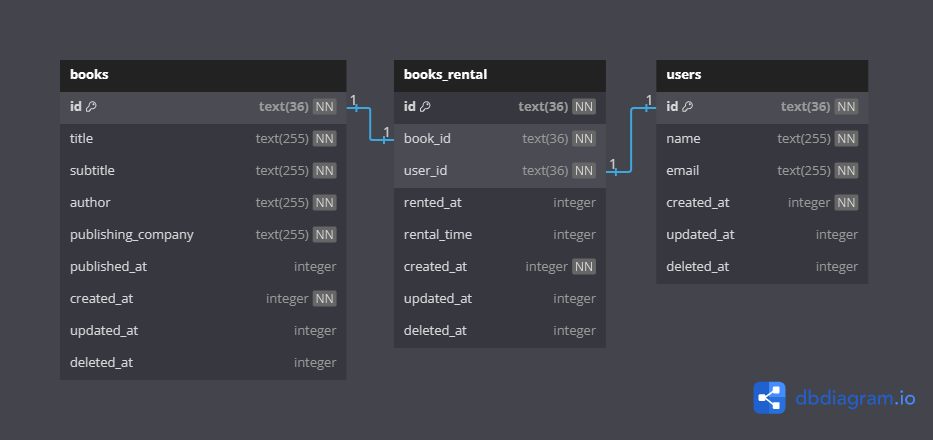 books
id text(36) NN
title text(255) NN
subtitle text(255) NN
author text(255) NN
publishing_company text(255) NN
published_at integer
created_at integer NN
updated_at integer
deleted_at integer
1
1
books_rental
id text(36) NN
book_id text(36) NN
user_id text(36) NN
rented_at integer
rental_time integer
created_at integer NN
updated_at integer
deleted_at integer
1
1
users
id text(36) NN
name text(255) NN
email text(255) NN
created_at integer NN
updated_at integer
deleted_at integer
dbdiagram.io